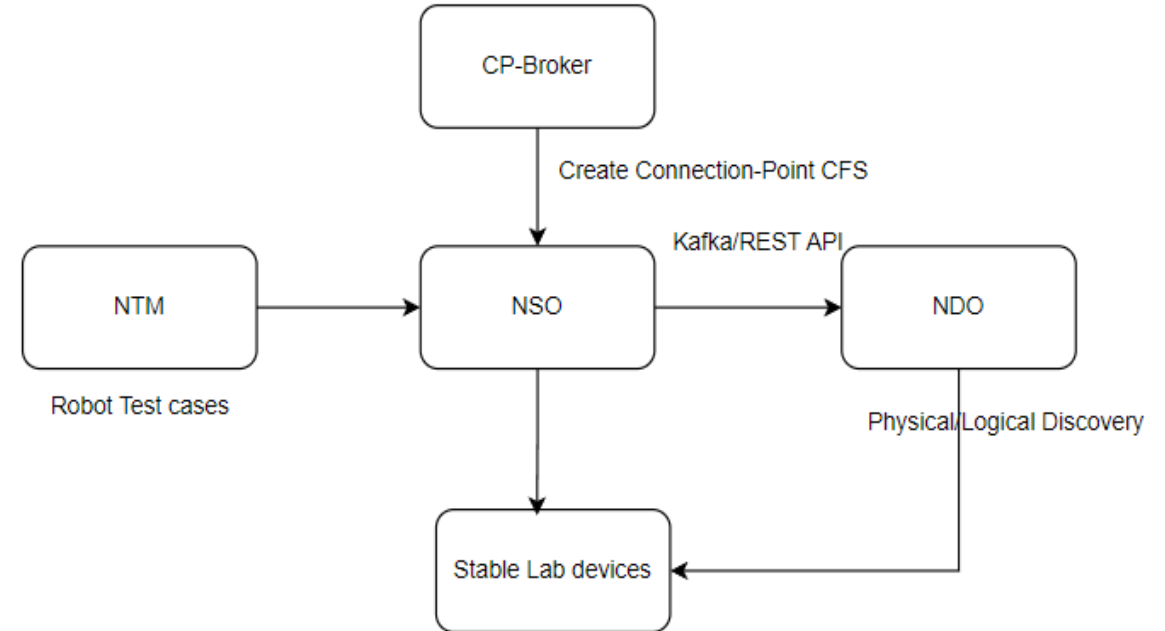 CP-Broker
Create Connection-Point CFS
Kafka/REST API
NTM
NSO
NDO
Robot Test cases
Physical/Logical Discovery
Stable Lab devices